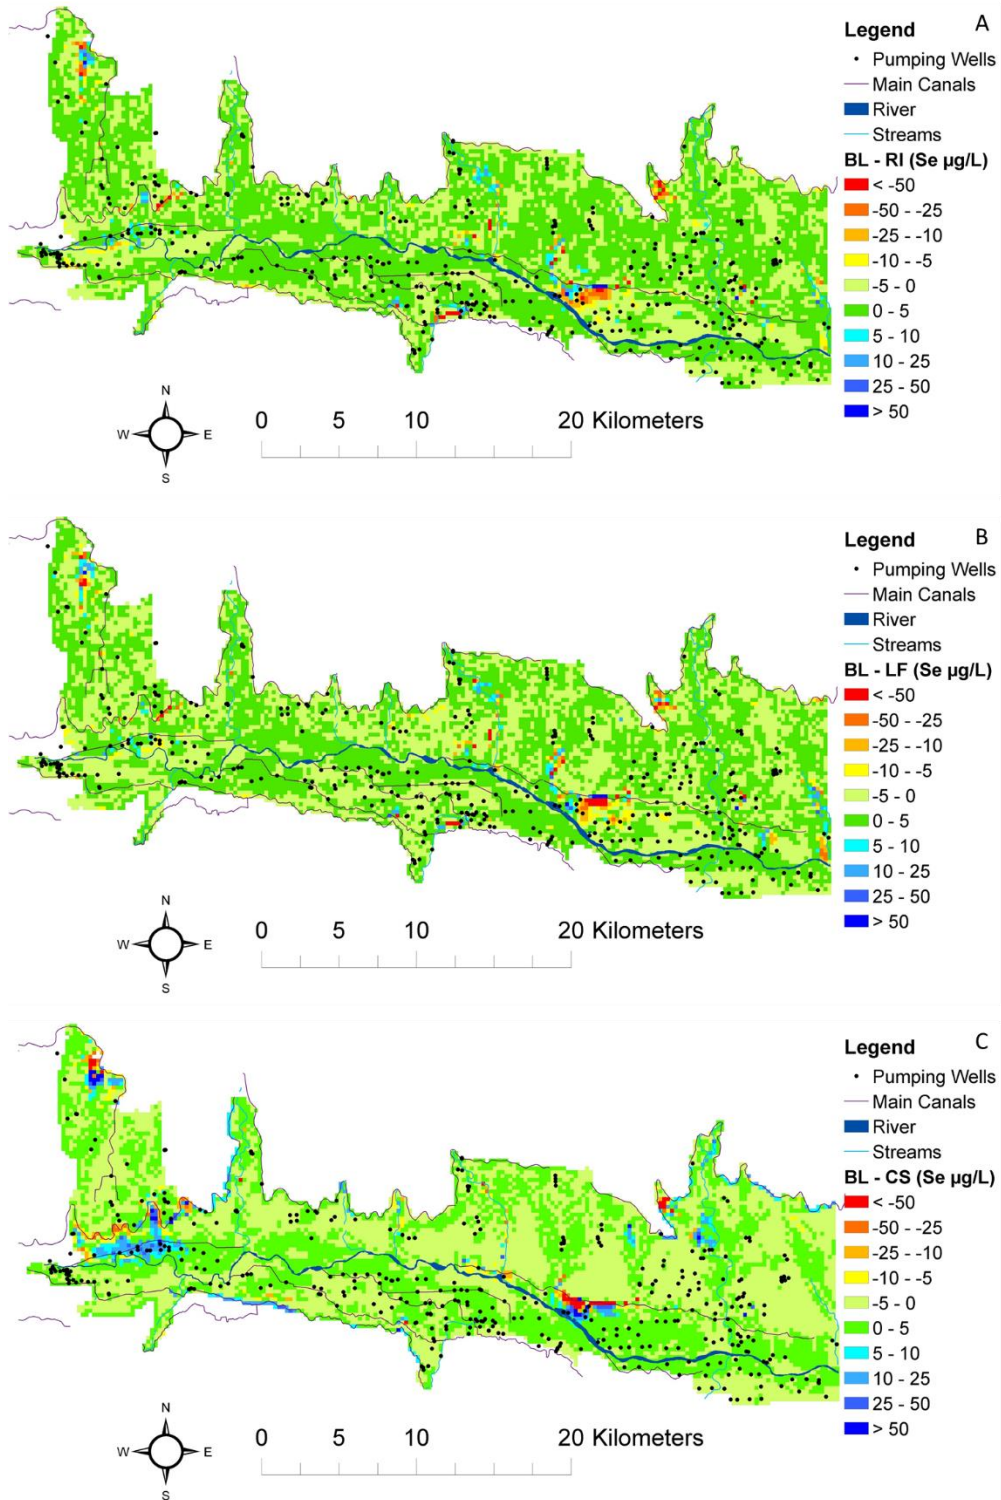 Legend A
Pumping Wells
Main Canals
River
Streams
BL - RI (Se µg/L)
< -50
-50 - -25
-25 - -10
-10 - -5
-5 - 0
0 - 5
5 - 10
10 - 25
25 - 50
> 50
N
W E
S
0 5 10 20 Kilometers
Legend B
Pumping Wells
Main Canals
River
Streams
BL - LF (Se µg/L)
< -50
-50 - -25
-25 - -10
-10 - -5
-5 - 0
0 - 5
5 - 10
10 - 25
25 - 50
> 50
N
W E
S
0 5 10 20 Kilometers
Legend C
Pumping Wells
Main Canals
River
Streams
BL - CS (Se µg/L)
< -50
-50 - -25
-25 - -10
-10 - -5
-5 - 0
0 - 5
5 - 10
10 - 25
25 - 50
> 50
N
W E
S
0 5 10 20 Kilometers